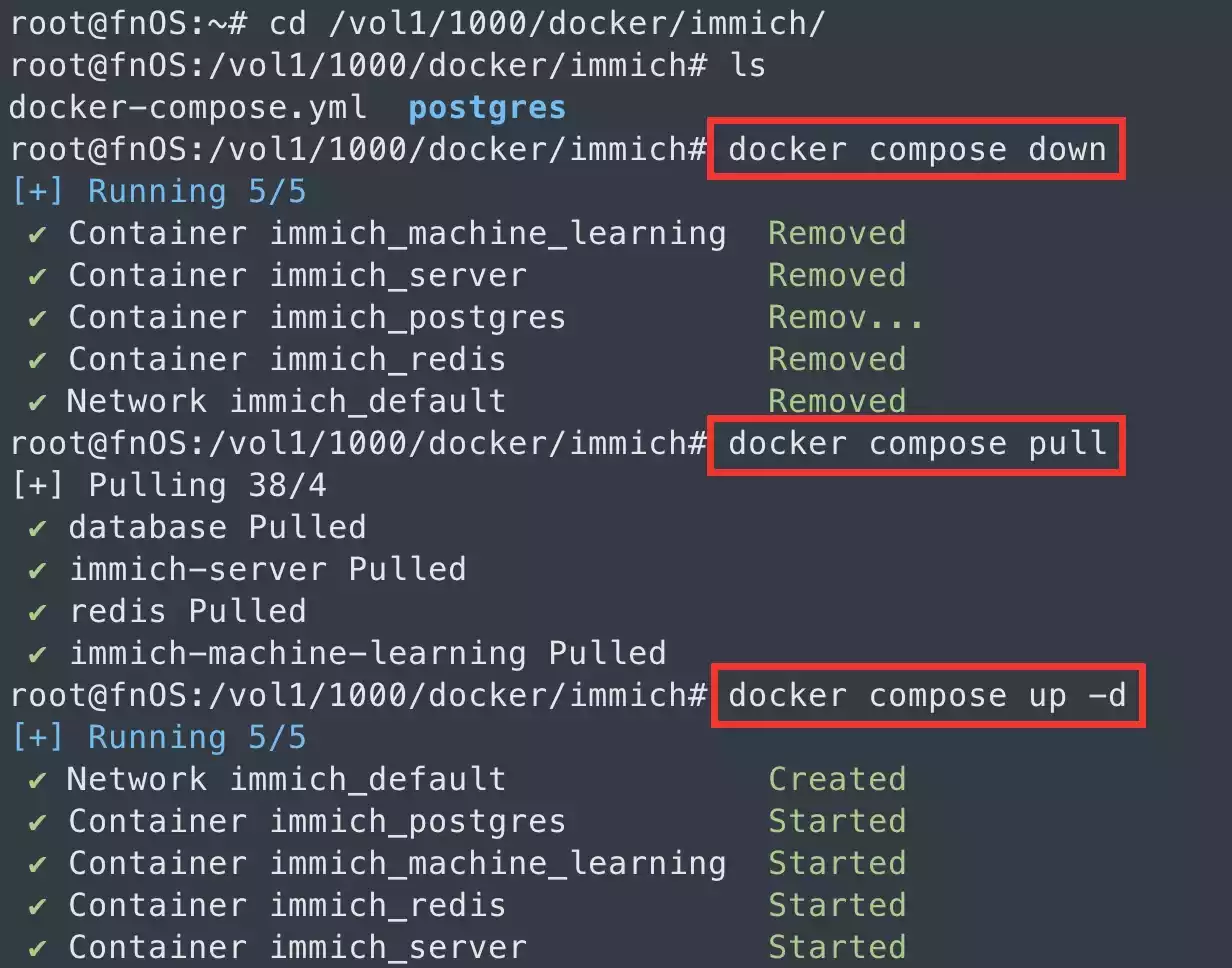 root@fnOS:~# cd /vol1/1000/docker/immich/
root@fnOS:/vol1/1000/docker/immich# ls
docker-compose.yml  postgres
root@fnOS:/vol1/1000/docker/immich# docker compose down
[+] Running 5/5
 ✔ Container immich_machine_learning  Removed
 ✔ Container immich_server            Removed
 ✔ Container immich_postgres          Remov...
 ✔ Container immich_redis             Removed
 ✔ Network immich_default             Removed
root@fnOS:/vol1/1000/docker/immich# docker compose pull
[+] Pulling 38/4
 ✔ database Pulled
 ✔ immich-server Pulled
 ✔ redis Pulled
 ✔ immich-machine-learning Pulled
root@fnOS:/vol1/1000/docker/immich# docker compose up -d
[+] Running 5/5
 ✔ Network immich_default             Created
 ✔ Container immich_postgres          Started
 ✔ Container immich_machine_learning  Started
 ✔ Container immich_redis             Started
 ✔ Container immich_server            Started